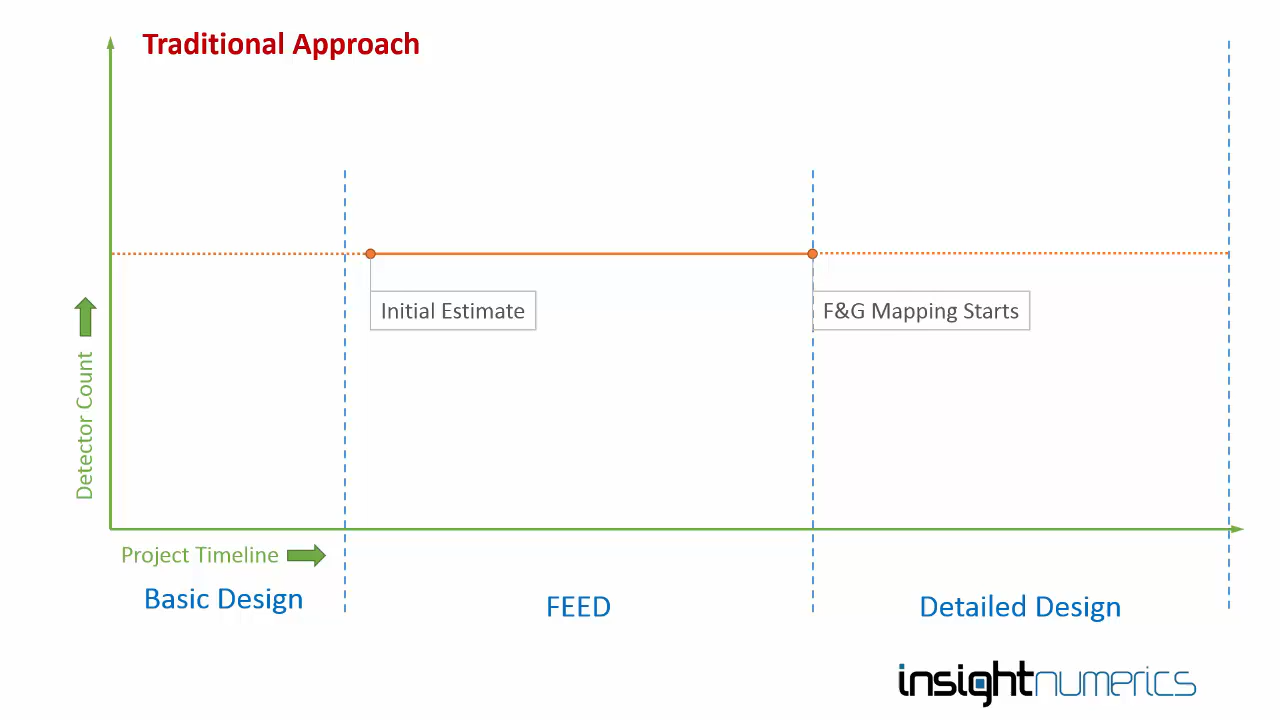 Traditional Approach
Initial Estimate
F&G Mapping Starts
Detector Count
Project Timeline
Basic Design
FEED
Detailed Design
insightnumerics